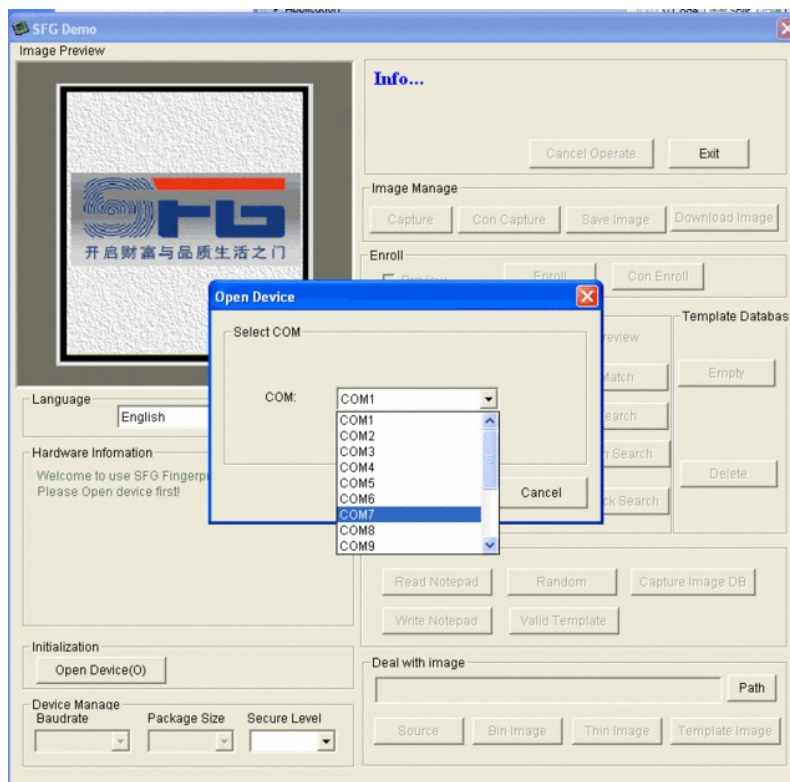 SFG Demo
Image Preview
Info...
Cancel Operate
Exit
Image Manage
Capture
Con Capture
Save Image
Download Image
SFG
开启财富与品质生活之门
Enroll
Preview
Enroll
Con Enroll
Open Device
Select COM
COM:
COM1
COM1
COM2
COM3
COM4
COM5
COM6
COM7
COM8
COM9
Cancel
Template Databas
Empty
Search
Delete
Language
English
Hardware Infomation
Welcome to use SFG Fingerp
Please Open device first!
Read Notepad
Random
Capture Image DB
Write Notepad
Valid Template
Initialization
Open Device(O)
Deal with image
Path
Device Manage
Baudrate
Package Size
Secure Level
Source
Bin Image
Thin Image
Template Image